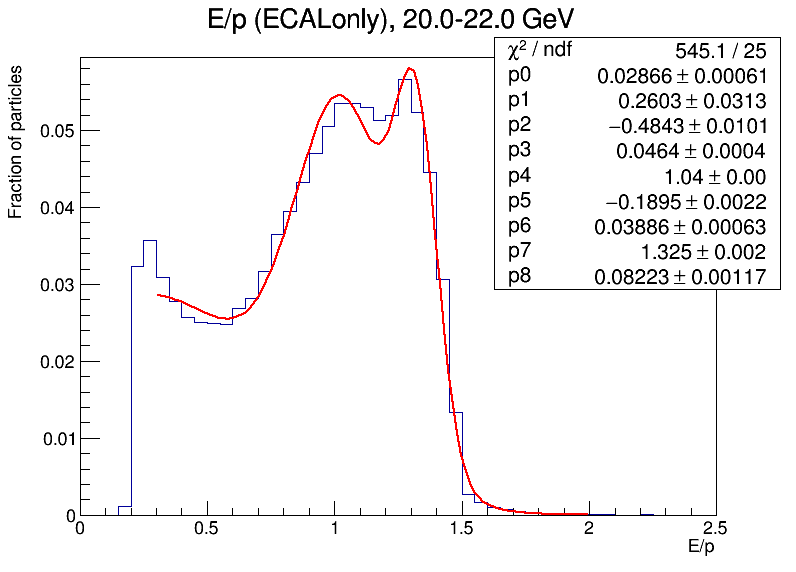 E/p (ECALonly), 20.0-22.0 GeV
χ² / ndf 545.1 / 25
p0 0.02866 ± 0.00061
p1 0.2603 ± 0.0313
p2 −0.4843 ± 0.0101
p3 0.0464 ± 0.0004
p4 1.04 ± 0.00
p5 −0.1895 ± 0.0022
p6 0.03886 ± 0.00063
p7 1.325 ± 0.002
p8 0.08223 ± 0.00117
Fraction of particles
0.05
0.04
0.03
0.02
0.01
0
0 0.5 1 1.5 2 2.5
E/p